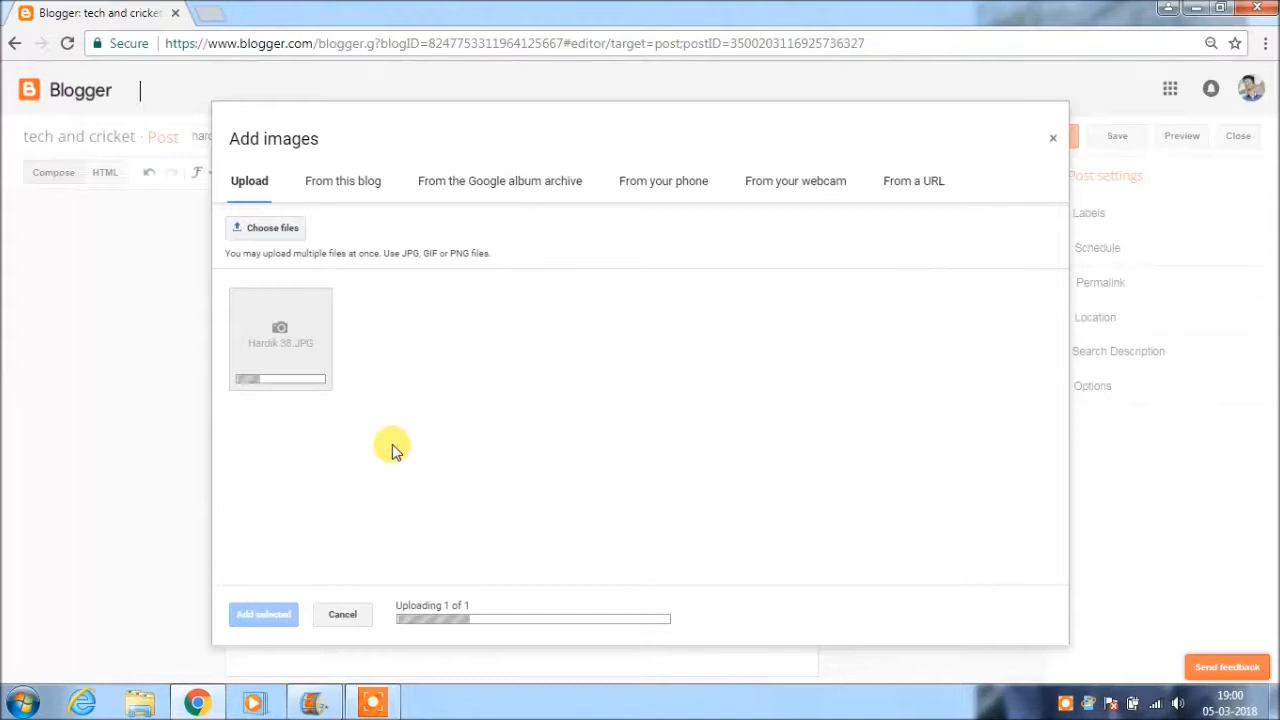 Blogger: tech and cricket
Secure
https://www.blogger.com/blogger.g?blogID=8247753311964125667#editor/target=post;postID=3500203116925736327
Blogger
tech and cricket · Post
hard
Save
Preview
Close
Compose
HTML
Add images
Upload
From this blog
From the Google album archive
From your phone
From your webcam
From a URL
Choose files
You may upload multiple files at once. Use JPG, GIF or PNG files.
Hardik 38.JPG
Post settings
Labels
Schedule
Permalink
Location
Search Description
Options
Add selected
Cancel
Uploading 1 of 1
Send feedback
19:00
05-03-2018